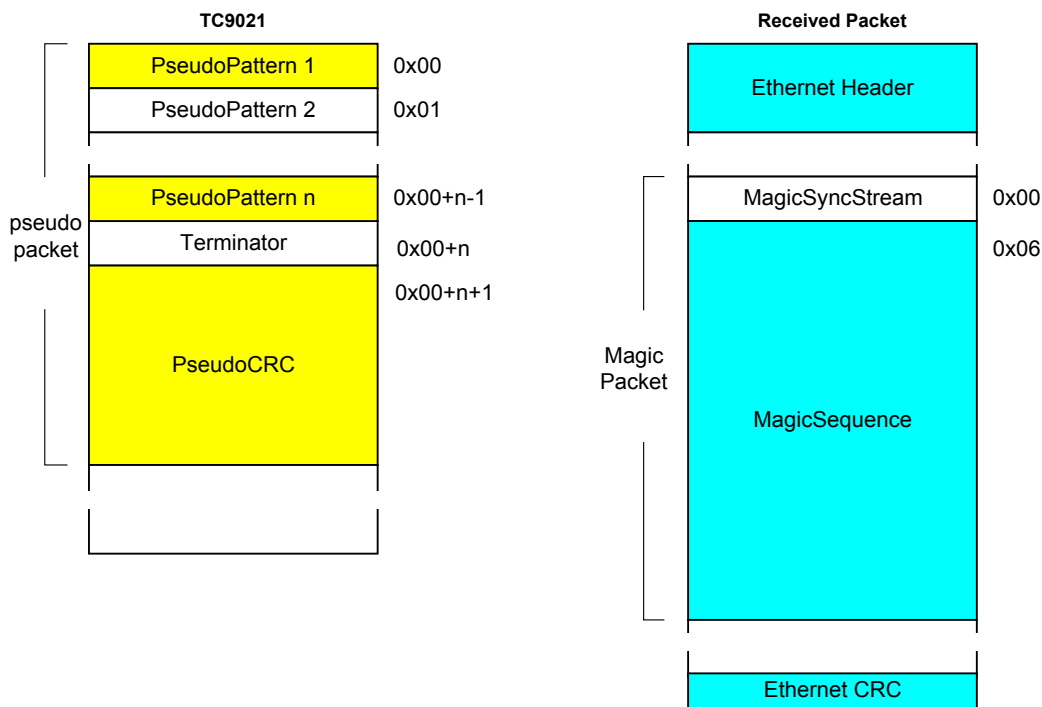 TC9021
PseudoPattern 1
0x00
PseudoPattern 2
0x01
PseudoPattern n
0x00+n-1
pseudo
packet
Terminator
0x00+n
0x00+n+1
PseudoCRC
Received Packet
Ethernet Header
MagicSyncStream
0x00
0x06
Magic
Packet
MagicSequence
Ethernet CRC